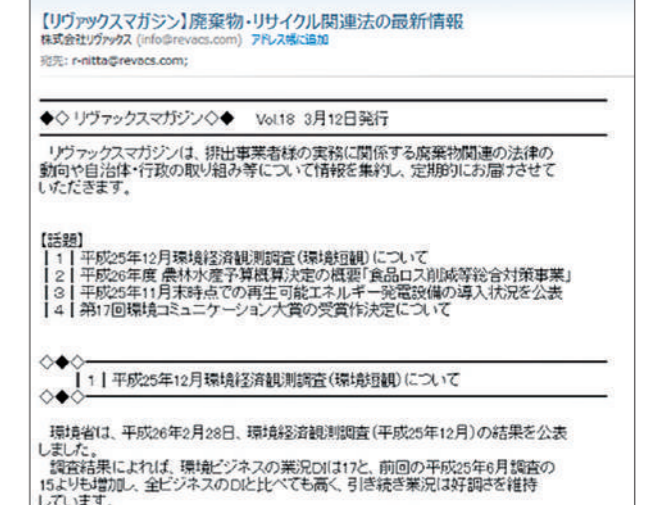 【リヴァックスマガジン】廃棄物・リサイクル関連法の最新情報
株式会社リヴァックス (info@revacs.com) アドレス帳に追加
宛先: r-nitta@revacs.com;
◆◇ リヴァックスマガジン◇◆ Vol.18 3月12日発行
リヴァックスマガジンは、排出事業者様の実務に関係する廃棄物関連の法律の
動向や自治体・行政の取り組み等について情報を集約し、定期的にお届けさせて
いただきます。
【話題】
| 1 | 平成25年12月環境経済観測調査(環境短観)について
| 2 | 平成26年度 農林水産予算概算決定の概要「食品ロス削減等総合対策事業」
| 3 | 平成25年11月末時点での再生可能エネルギー発電設備の導入状況を公表
| 4 | 第17回環境コミュニケーション大賞の受賞作決定について
◇◆◇
| 1 | 平成25年12月環境経済観測調査(環境短観)について
◇◆◇
環境省は、平成26年2月28日、環境経済観測調査(平成25年12月)の結果を公表
しました。
調査結果によれば、環境ビジネスの業況DIは17と、前回の平成25年6月調査の
15よりも増加し、全ビジネスのDIと比べても高く、引き続き業況は好調さを維持
しています。